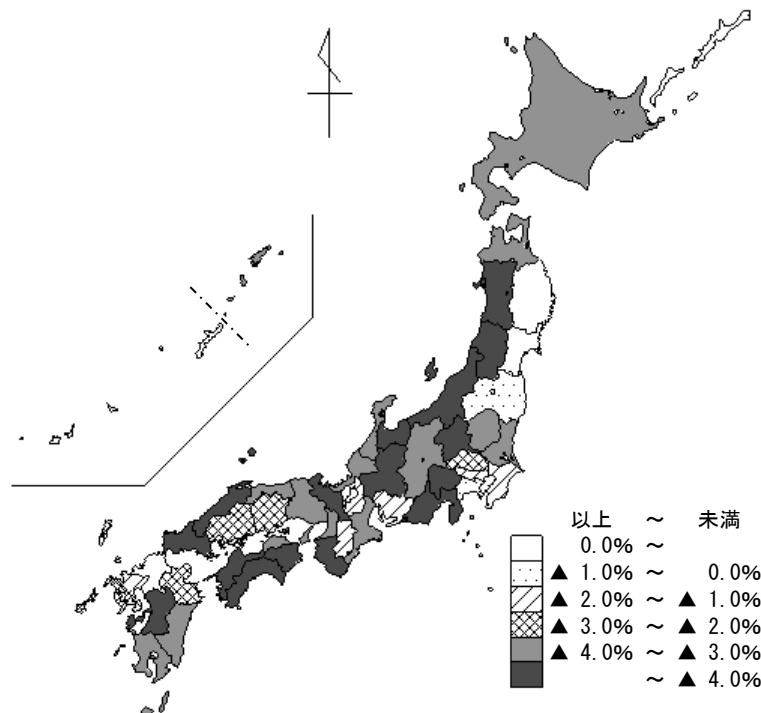 以上 ～ 未満
0.0% ～
▲ 1.0% ～ 0.0%
▲ 2.0% ～ ▲ 1.0%
▲ 3.0% ～ ▲ 2.0%
▲ 4.0% ～ ▲ 3.0%
～ ▲ 4.0%